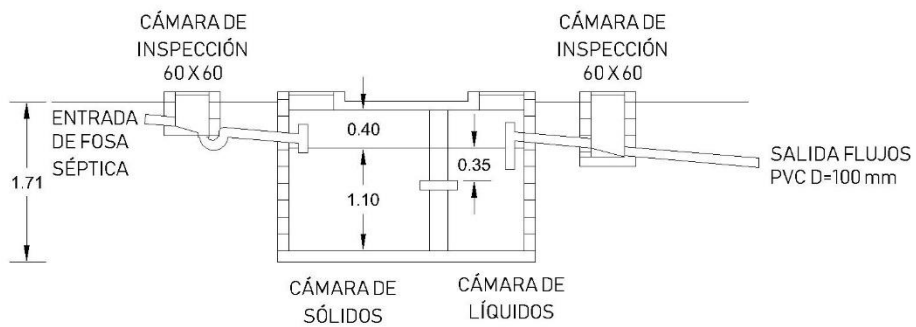 CÁMARA DE
INSPECCIÓN
60 X 60
CÁMARA DE
INSPECCIÓN
60 X 60
ENTRADA
DE FOSA
SÉPTICA
0.40
0.35
1.71
1.10
SALIDA FLUJOS
PVC D=100 mm
CÁMARA DE
SÓLIDOS
CÁMARA DE
LÍQUIDOS